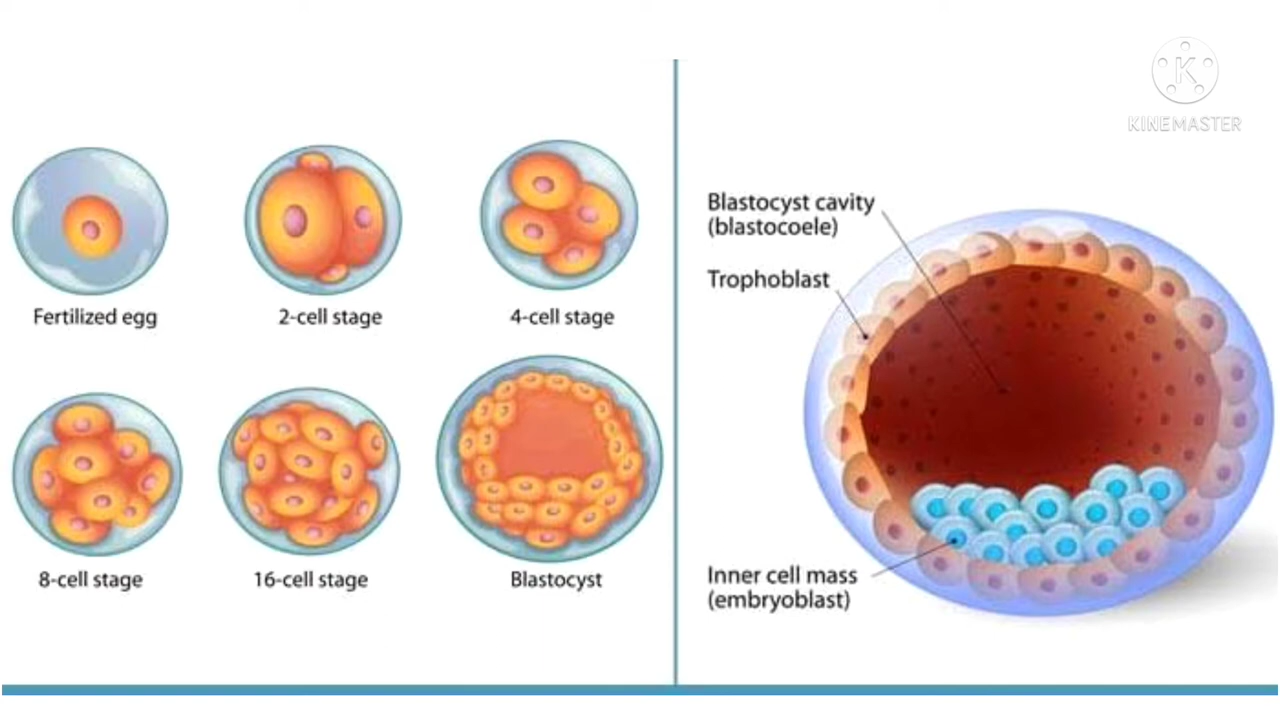 K
KINEMASTER
Fertilized egg
2-cell stage
4-cell stage
8-cell stage
16-cell stage
Blastocyst
Blastocyst cavity
(blastocoele)
Trophoblast
Inner cell mass
(embryoblast)